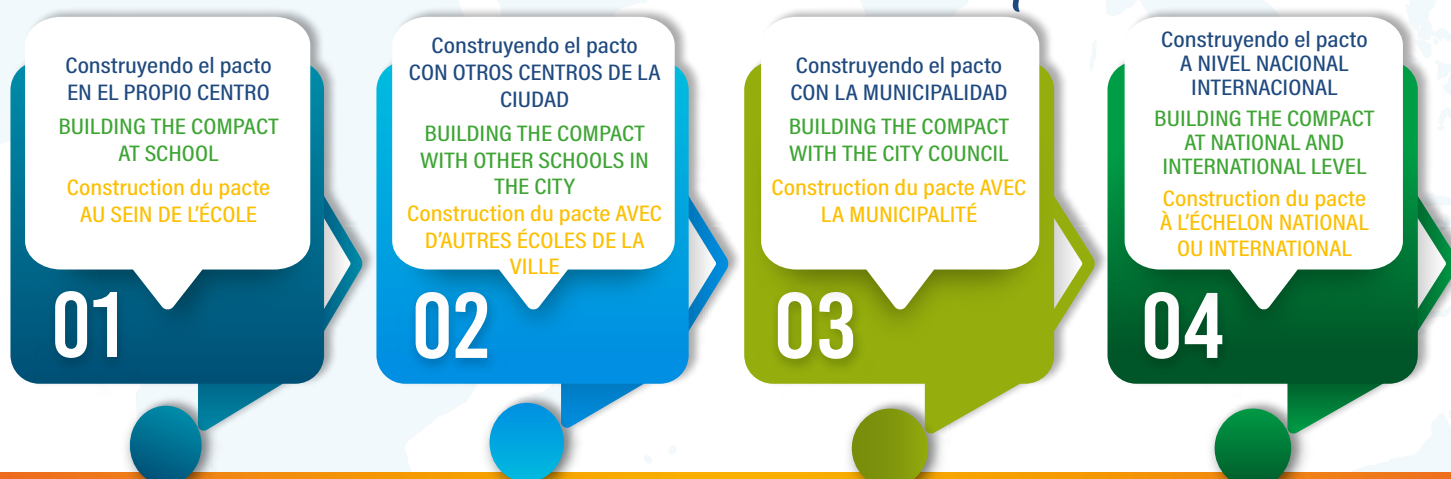 Construyendo el pacto
EN EL PROPIO CENTRO
BUILDING THE COMPACT
AT SCHOOL
Construction du pacte
AU SEIN DE L'ÉCOLE
01
Construyendo el pacto
CON OTROS CENTROS DE LA
CIUDAD
BUILDING THE COMPACT
WITH OTHER SCHOOLS IN
THE CITY
Construction du pacte AVEC
D'AUTRES ÉCOLES DE LA
VILLE
02
Construyendo el pacto
CON LA MUNICIPALIDAD
BUILDING THE COMPACT
WITH THE CITY COUNCIL
Construction du pacte AVEC
LA MUNICIPALITÉ
03
Construyendo el pacto
A NIVEL NACIONAL
INTERNACIONAL
BUILDING THE COMPACT
AT NATIONAL AND
INTERNATIONAL LEVEL
Construction du pacte
À L'ÉCHELON NATIONAL
OU INTERNATIONAL
04